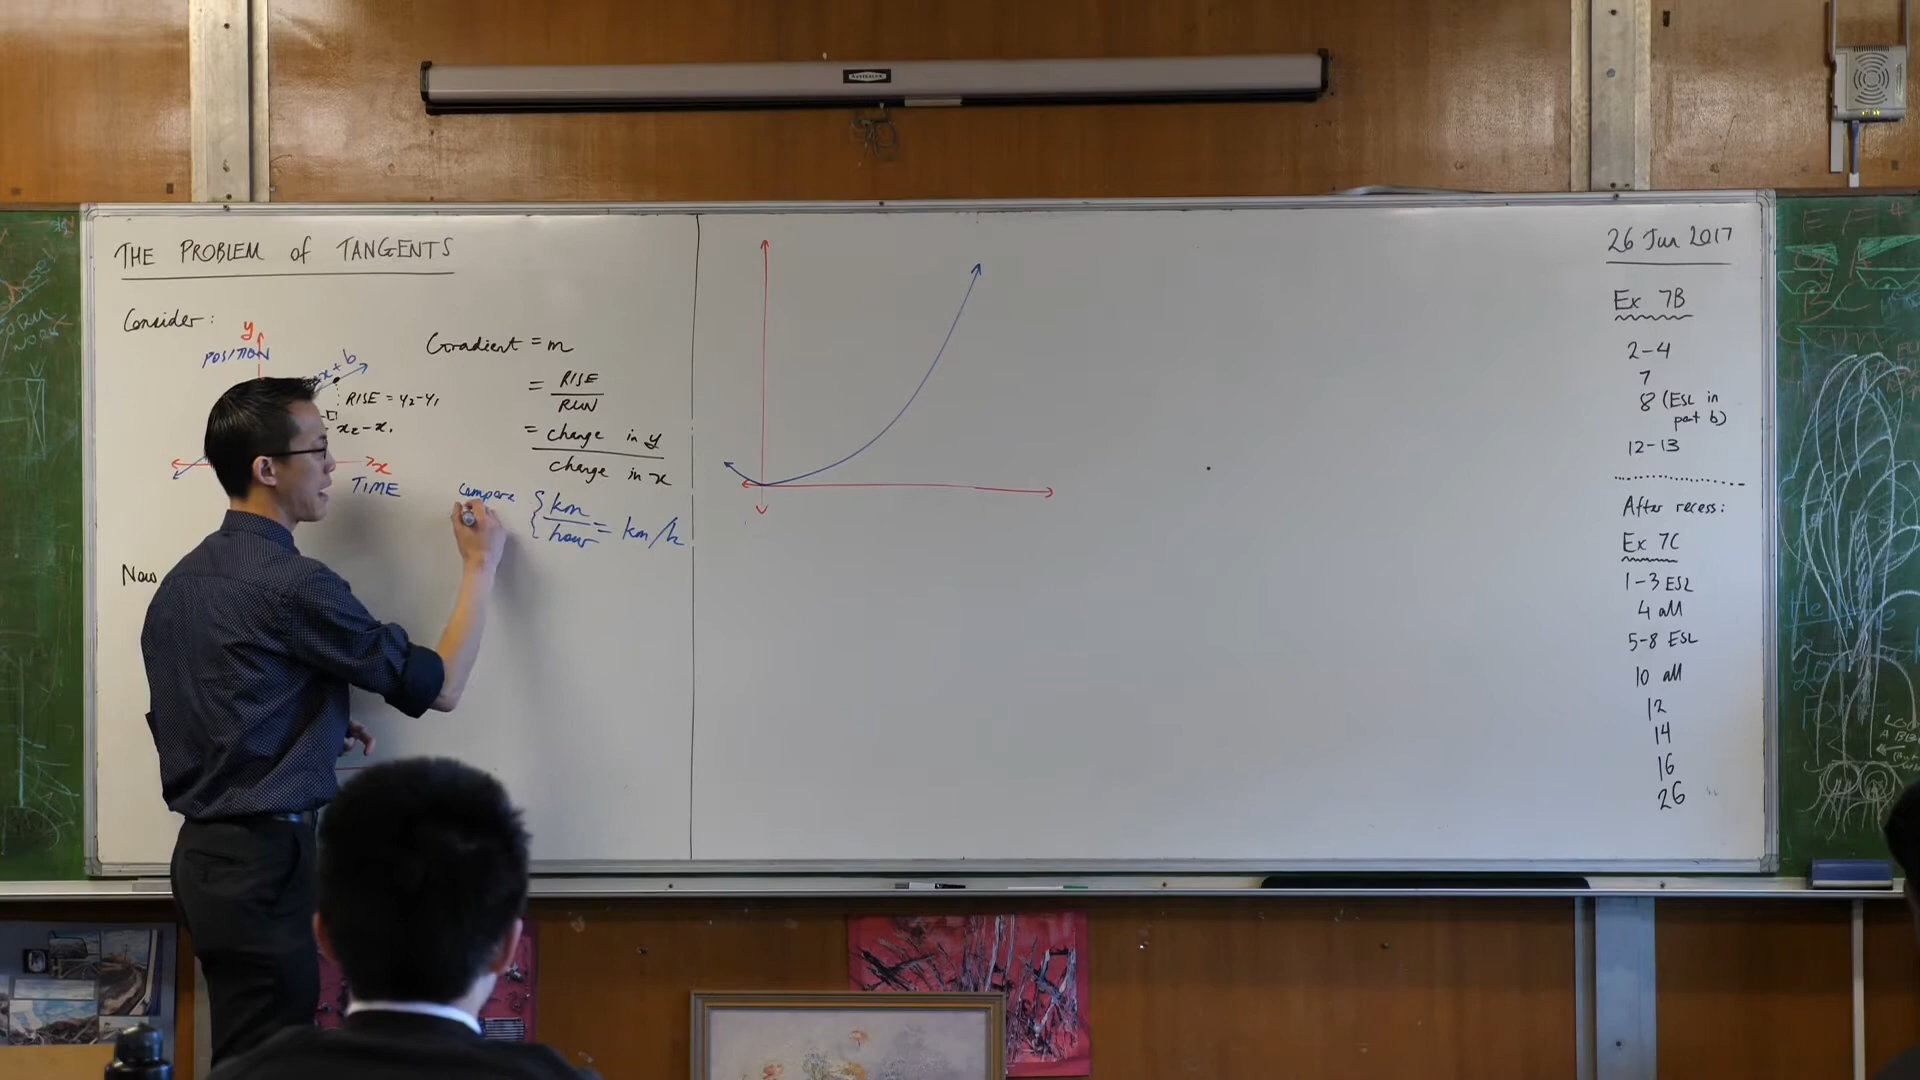 THE PROBLEM of TANGENTS
Consider:
y
POSITION
x + b
RISE = y₂-y₁
= x₂-x₁
x
TIME
Gradient = m
= RISE
RUN
= change in y
change in x
compare
km
hour
= km/h
Now
26 Jun 2017
Ex 7B
2-4
7
8 (ESL in
part b)
12-13
After recess:
Ex 7C
1-3 ESL
4 all
5-8 ESL
10 all
12
14
16
26